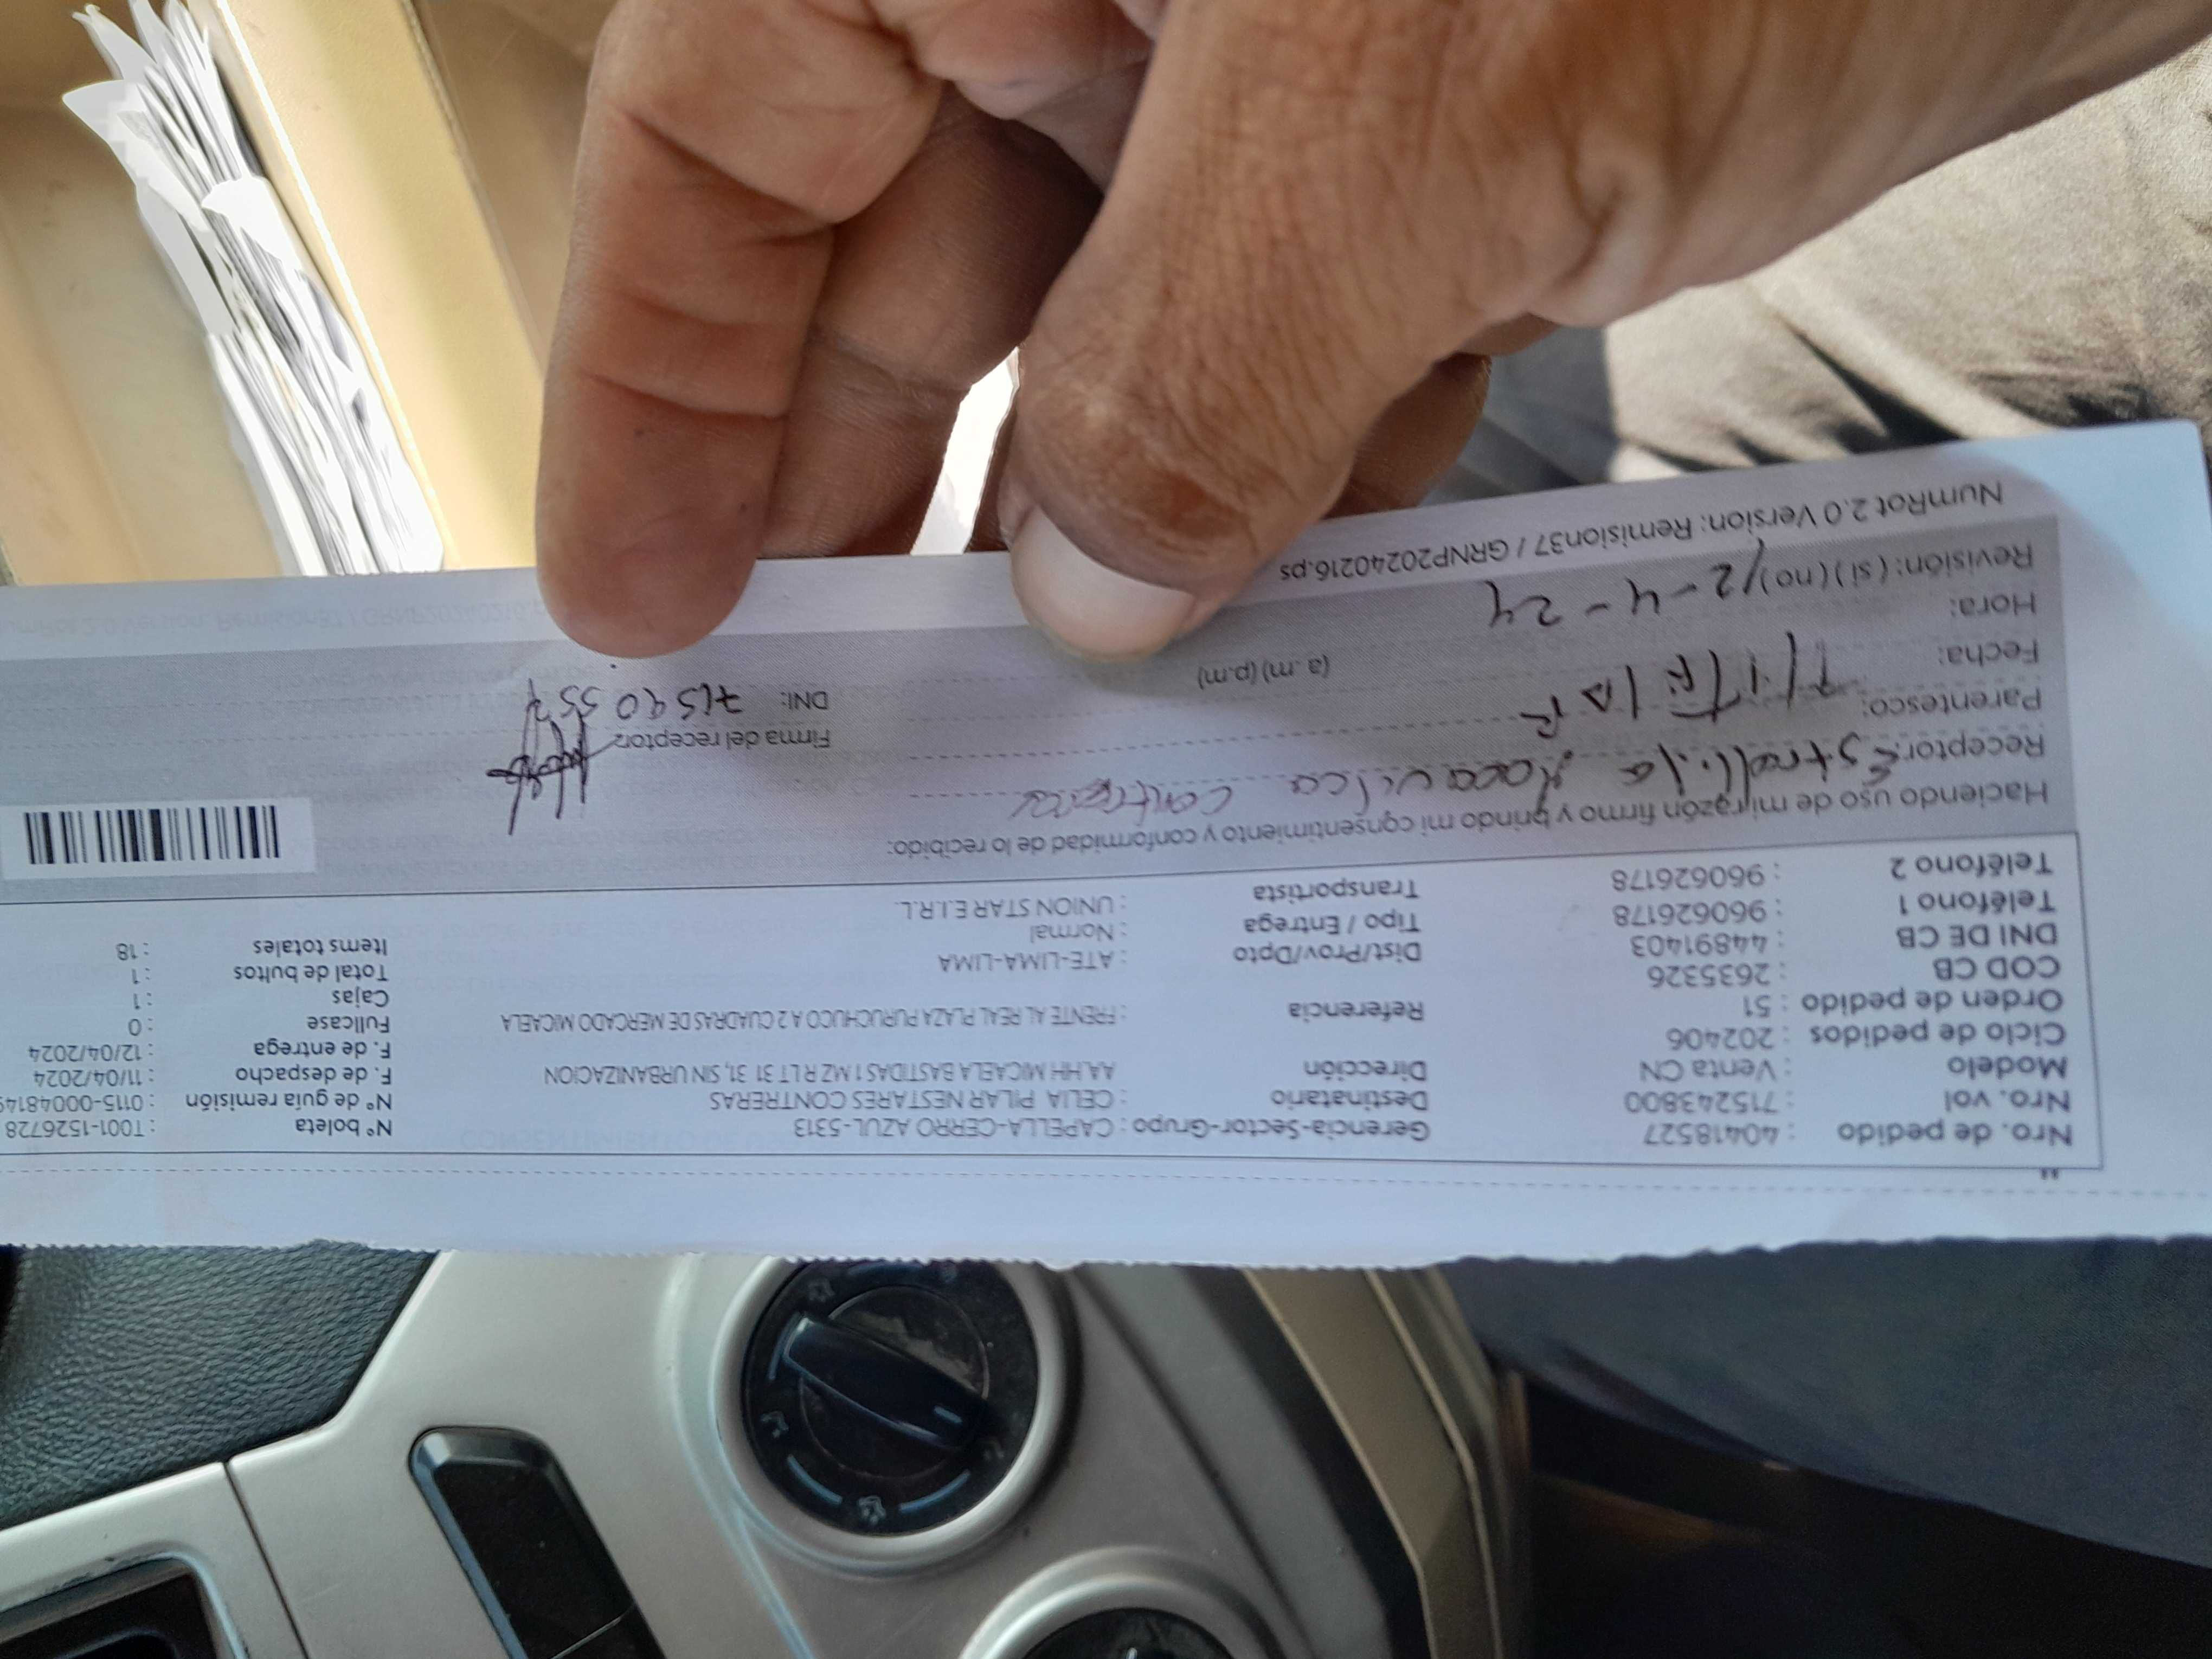 Nro. de pedido : 40418527 Gerencia-Sector-Grupo : CAPELLA-CERRO AZUL-5313 N° boleta : T001-1526728
Nro. vol : 715243800 Destinatario : CELIA PILAR NESTARES CONTRERAS N° de guía remisión : 0115-00048149
Modelo : Venta CN Dirección AA.HH MICAELA BASTIDAS 1 MZ R LT 31 31, SIN URBANIZACION F. de despacho : 11/04/2024
Ciclo de pedidos : 202406 F. de entrega : 12/04/2024
Orden de pedido : 51 Referencia : FRENTE AL REAL PLAZA PURUCHUCO A 2 CUADRAS DE MERCADO MICAELA Fullcase : 0
COD CB : 2635326 Cajas : 1
DNI DE CB : 44891403 Dist/Prov/Dpto : ATE-LIMA-LIMA Total de bultos : 1
Teléfono 1 : 960626178 Tipo / Entrega : Normal Items totales : 18
Teléfono 2 : 960626178 Transportista : UNION STAR E.I.R.L.
Haciendo uso de mi razón firmo y brindo mi consentimiento y conformidad de lo recibido:
Receptor: Estrellita
Parentesco: Firma del receptor:
Fecha: DNI: 71590557
Hora: (a.m) (p.m)
Revisión: (si) (no) 12-4-24
NumRot 2.0 Version: Remision37 / GRNP20240216.ps